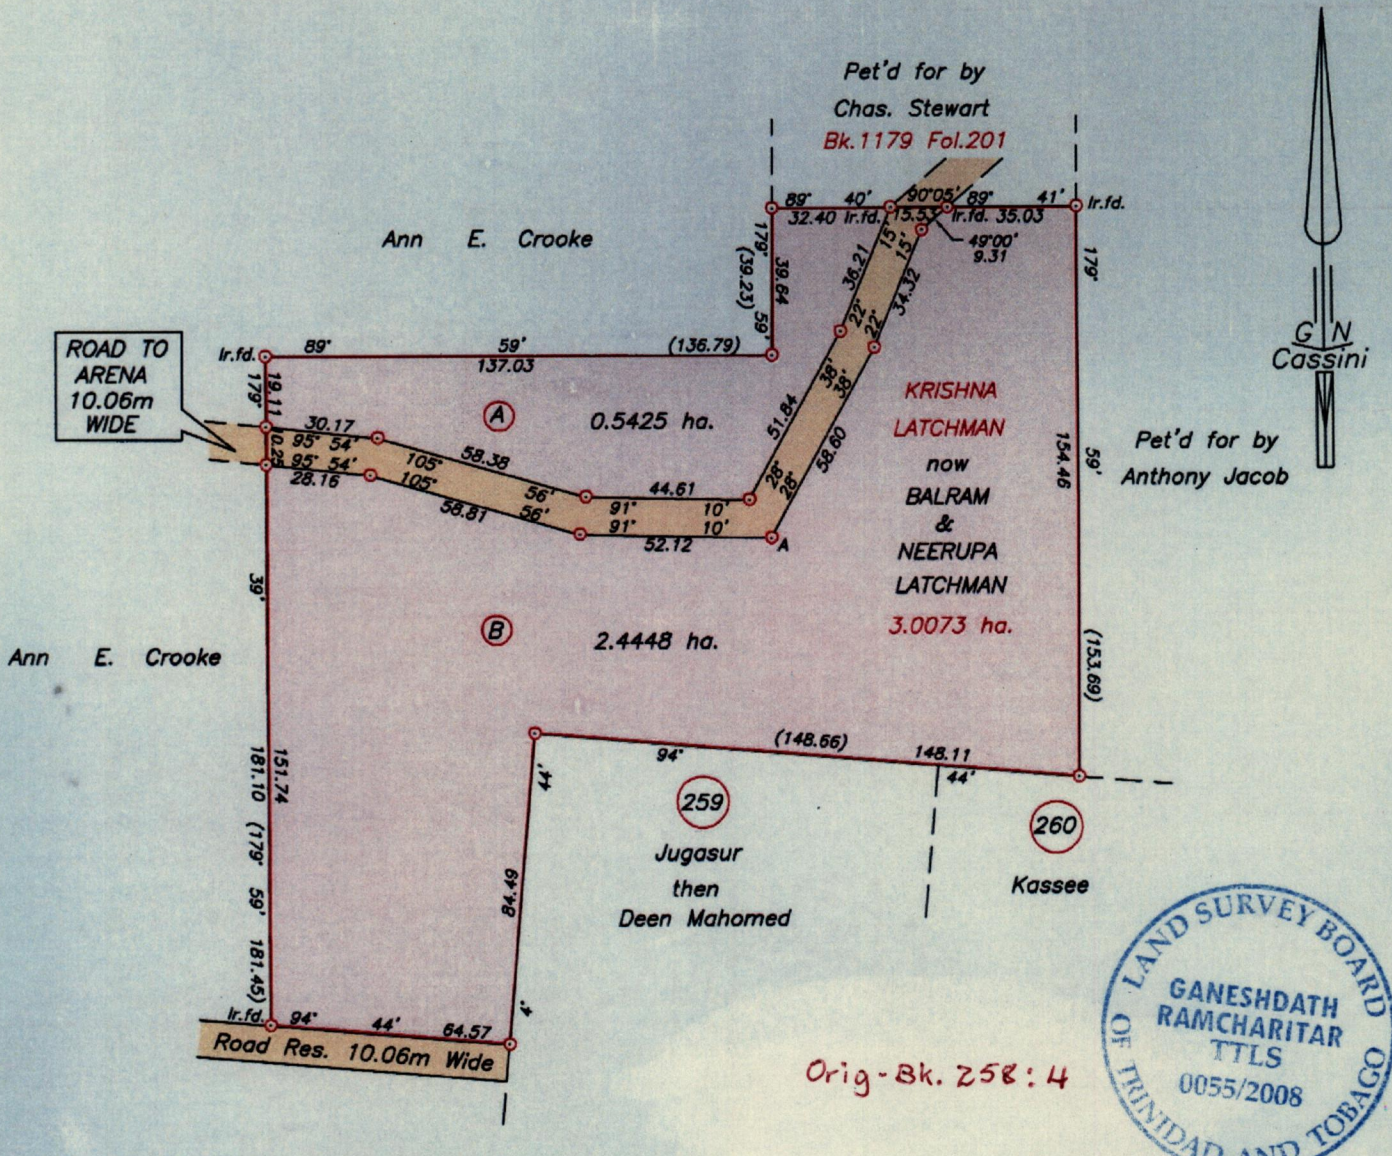 Pet'd for by
Chas. Stewart
Bk.1179 Fol.201
89° 40' 90°05' 89° 41' Ir.fd.
32.40 Ir.fd. 15.53 Ir.fd. 35.03
49°00'
9.31
15' 15'
36.21 34.32
22° 22°
179° 39.64 59'
(39.23)
Ann E. Crooke
179°
G N
Cassini
ROAD TO
ARENA
10.06m
WIDE
Ir.fd. 89° 59' (136.79)
137.03
19.11
179°
A 0.5425 ha.
30.17
95° 54'
58.38
105° 56'
44.61
91° 10'
38' 38'
51.84 58.60
28° 28°
95° 54'
28.16
105° 56'
58.81
91° 10'
52.12
A
KRISHNA
LATCHMAN
now
BALRAM
&
NEERUPA
LATCHMAN
3.0073 ha.
154.46 59'
(153.69)
Pet'd for by
Anthony Jacob
39'
B 2.4448 ha.
Ann E. Crooke
151.74
181.10 (179° 59' 181.45)
94° (148.66) 148.11 44'
44'
84.49
4°
259
Jugasur
then
Deen Mahomed
260
Kassee
Ir.fd. 94° 44' 64.57
Road Res. 10.06m Wide
Orig-Bk. 258:4
LAND SURVEY BOARD
OF TRINIDAD AND TOBAGO
GANESHDATH
RAMCHARITAR
TTLS
0055/2008